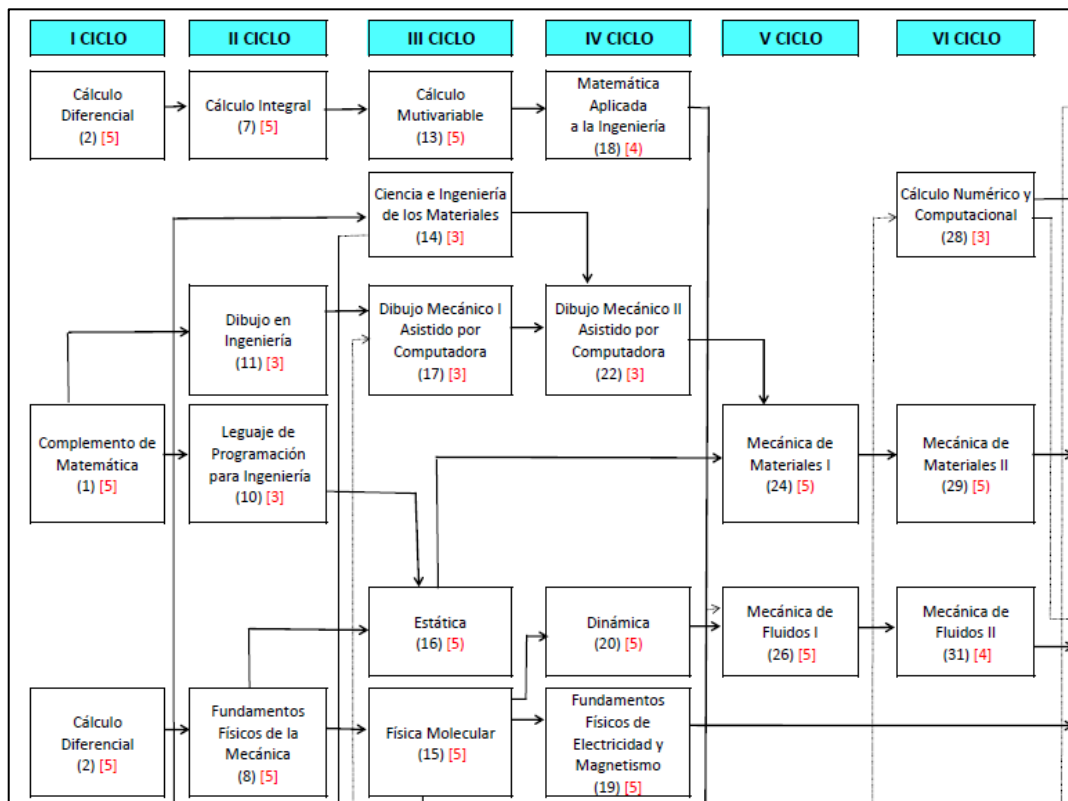 I CICLO
II CICLO
III CICLO
IV CICLO
V CICLO
VI CICLO
Cálculo
Diferencial
(2) [5]
Cálculo Integral
(7) [5]
Cálculo
Mutivariable
(13) [5)
Matemática
Aplicada
a la Ingeniería
(18) [4)
Ciencia e Ingeniería
de los Materiales
(14) [3]
Cálculo Numérico y
Computacional
(28) [3]
Dibujo en
Ingeniería
(11) [3]
Dibujo Mecánico I
Asistido por
Computadora
(17) [3]
Dibujo Mecánico II
Asistido por
Computadora
(22) [3]
Complemento de
Matemática
(1) [5]
Leguaje de
Programación
para Ingeniería
(10) [3]
Mecánica de
Materiales I
(24) [5)
Mecánica de
Materiales II
(29) [5)
Estática
(16) [5)
Dinámica
(20) [5)
Mecánica de
Fluidos I
(26) [5]
Mecánica de
Fluidos II
(31) [4]
Cálculo
Diferencial
(2) [5]
Fundamentos
Físicos de la
Mecánica
(8) [5]
Física Molecular
(15) [5]
Fundamentos
Físicos de
Electricidad y
Magnetismo
(19) [5]